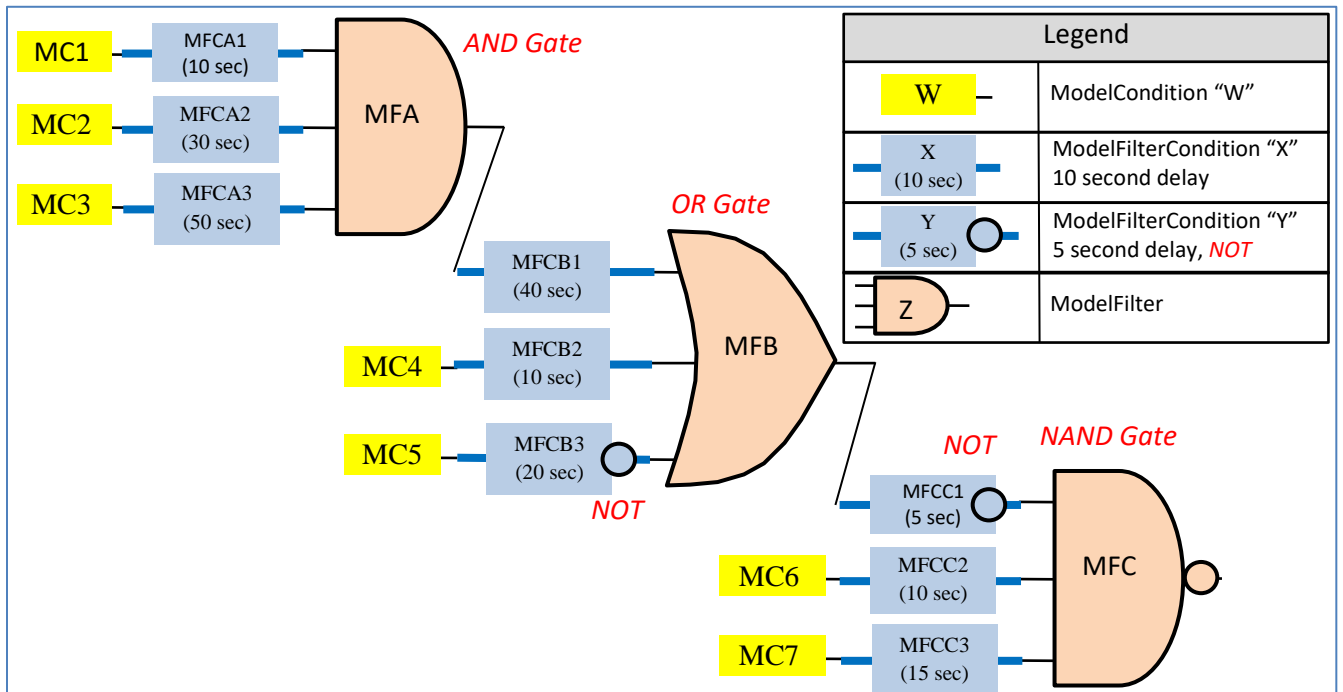 MC1
MFCA1
(10 sec)
AND Gate
MC2
MFCA2
(30 sec)
MFA
MC3
MFCA3
(50 sec)
OR Gate
MFCB1
(40 sec)
MC4
MFCB2
(10 sec)
MFB
MC5
MFCB3
(20 sec)
NOT
NOT
NAND Gate
MFCC1
(5 sec)
MC6
MFCC2
(10 sec)
MFC
MC7
MFCC3
(15 sec)
Legend
W
ModelCondition “W”
X
(10 sec)
ModelFilterCondition “X”
10 second delay
Y
(5 sec)
ModelFilterCondition “Y”
5 second delay, NOT
Z
ModelFilter